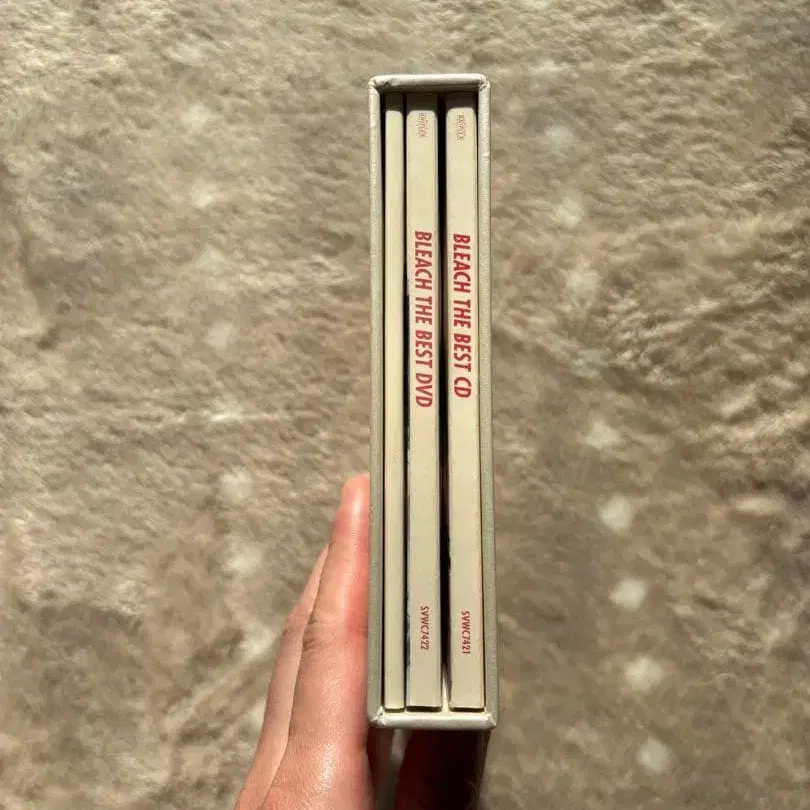 BLEACH THE BEST DVD
SVWC7422
BLEACH THE BEST CD
SVWC7421